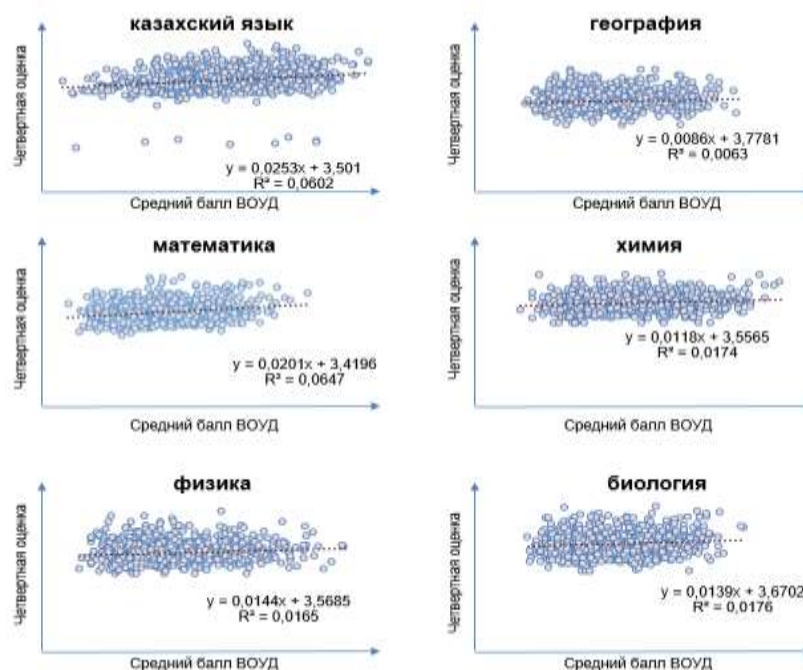 казахский язык
Четвертная оценка
y = 0,0253x + 3,501
R² = 0,0602
Средний балл ВОУД
география
Четвертная оценка
y = 0,0086x + 3,7781
R² = 0,0063
Средний балл ВОУД
математика
Четвертная оценка
y = 0,0201x + 3,4196
R² = 0,0647
Средний балл ВОУД
химия
Четвертная оценка
y = 0,0118x + 3,5565
R² = 0,0174
Средний балл ВОУД
физика
Четвертная оценка
y = 0,0144x + 3,5685
R² = 0,0165
Средний балл ВОУД
биология
Четвертная оценка
y = 0,0139x + 3,6702
R² = 0,0176
Средний балл ВОУД